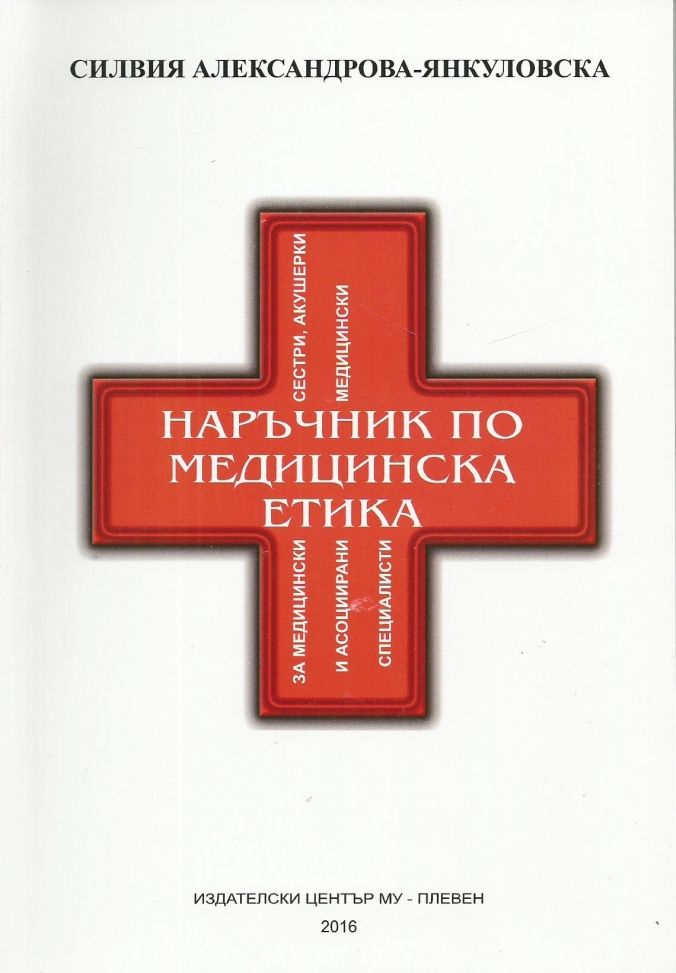 СИЛВИЯ АЛЕКСАНДРОВА-ЯНКУЛОВСКА
НАРЪЧНИК ПО
МЕДИЦИНСКА
ЕТИКА
ЗА МЕДИЦИНСКИ СЕСТРИ, АКУШЕРКИ
И АСОЦИИРАНИ МЕДИЦИНСКИ
СПЕЦИАЛИСТИ
ИЗДАТЕЛСКИ ЦЕНТЪР МУ - ПЛЕВЕН
2016